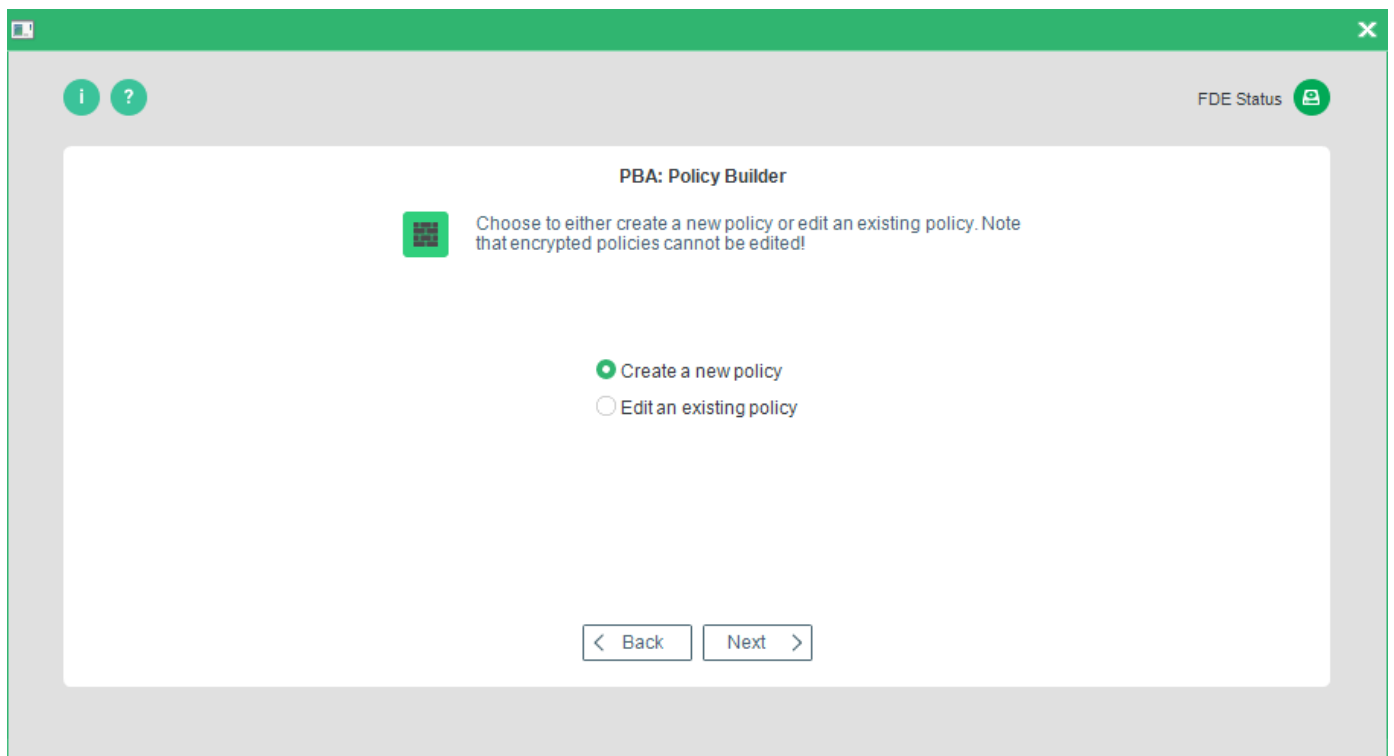 i ?
FDE Status
PBA: Policy Builder
Choose to either create a new policy or edit an existing policy. Note
that encrypted policies cannot be edited!
Create a new policy
Edit an existing policy
Back Next